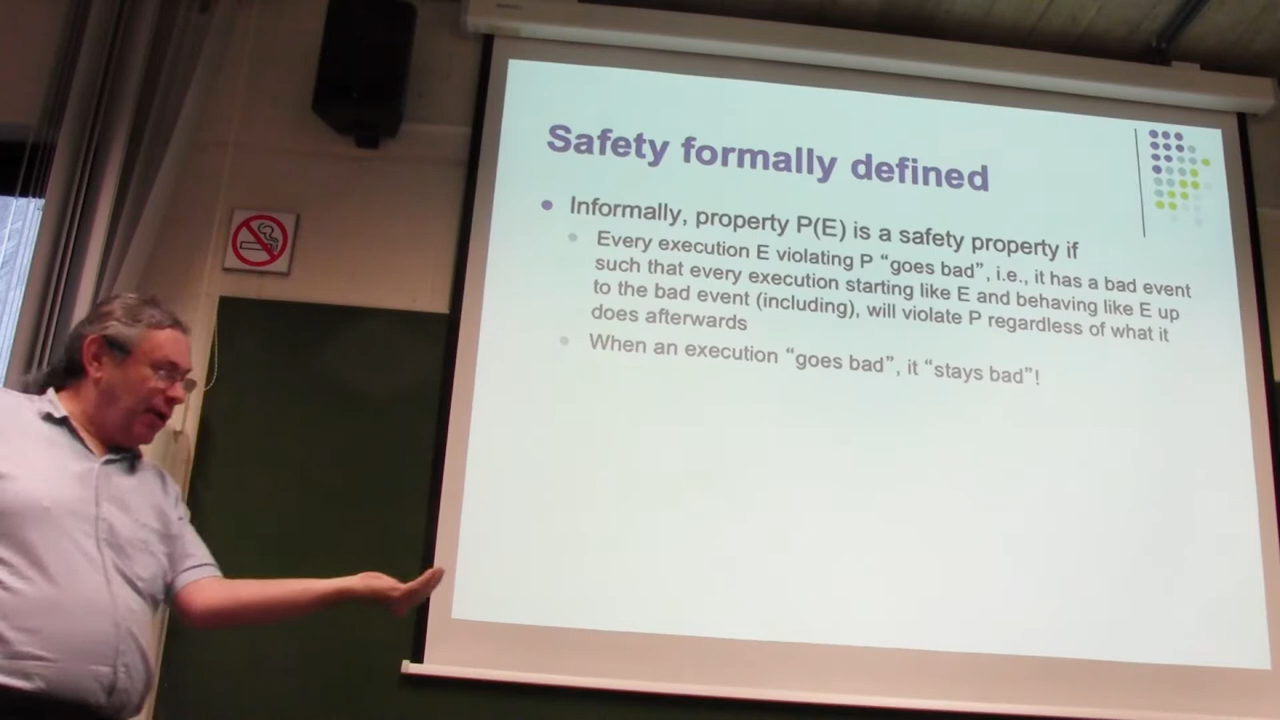 Safety formally defined
Informally, property P(E) is a safety property if
Every execution E violating P “goes bad”, i.e., it has a bad event
such that every execution starting like E and behaving like E up
to the bad event (including), will violate P regardless of what it
does afterwards
When an execution “goes bad”, it “stays bad”!